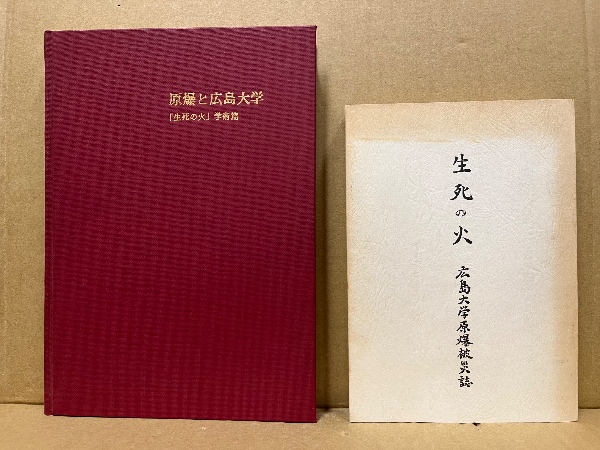 原爆と広島大学
「生死の火」学術篇
生死の火
広島大学原爆被災誌